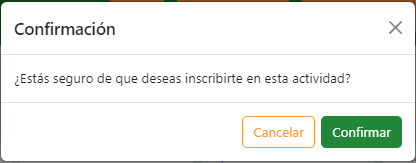 Confirmación
¿Estás seguro de que deseas inscribirte en esta actividad?
Cancelar
Confirmar